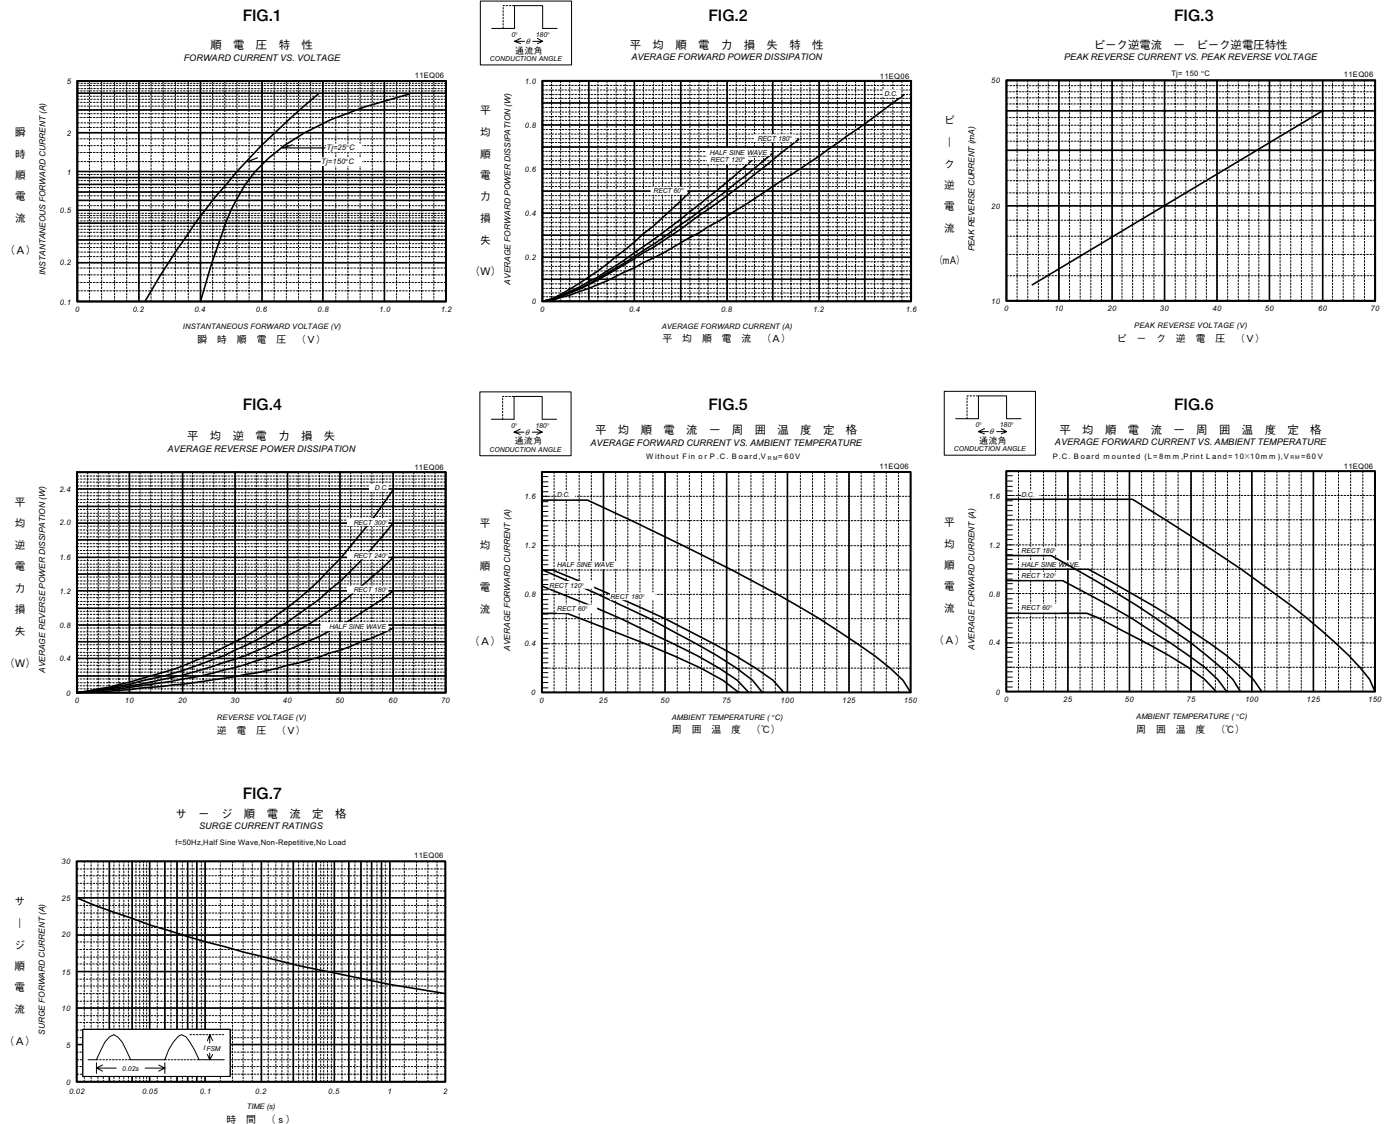 FIG.1
順電圧特性
FORWARD CURRENT VS. VOLTAGE
11EQ06
瞬時順電流 (A)
INSTANTANEOUS FORWARD CURRENT (A)
5
2
1
0.5
0.2
0.1
Tj=25°C
Tj=150°C
0 0.2 0.4 0.6 0.8 1.0 1.2
INSTANTANEOUS FORWARD VOLTAGE (V)
瞬時順電圧 (V)
0° 180°
θ
通流角
CONDUCTION ANGLE
FIG.2
平均順電力損失特性
AVERAGE FORWARD POWER DISSIPATION
11EQ06
平均順電力損失 (W)
AVERAGE FORWARD POWER DISSIPATION (W)
1.0
0.8
0.6
0.4
0.2
0
D.C.
RECT 180°
HALF SINE WAVE
RECT 120°
RECT 60°
0 0.4 0.8 1.2 1.6
AVERAGE FORWARD CURRENT (A)
平均順電流 (A)
FIG.3
ピーク逆電流 ー ピーク逆電圧特性
PEAK REVERSE CURRENT VS. PEAK REVERSE VOLTAGE
Tj= 150 °C
11EQ06
ピーク逆電流 (mA)
PEAK REVERSE CURRENT (mA)
50
20
10
0 10 20 30 40 50 60 70
PEAK REVERSE VOLTAGE (V)
ピーク逆電圧 (V)
FIG.4
平均逆電力損失
AVERAGE REVERSE POWER DISSIPATION
11EQ06
平均逆電力損失 (W)
AVERAGE REVERSE POWER DISSIPATION (W)
2.4
2.0
1.6
1.2
0.8
0.4
0
D.C.
RECT 300°
RECT 240°
RECT 180°
HALF SINE WAVE
0 10 20 30 40 50 60 70
REVERSE VOLTAGE (V)
逆電圧 (V)
0° 180°
θ
通流角
CONDUCTION ANGLE
FIG.5
平均順電流ー周囲温度定格
AVERAGE FORWARD CURRENT VS. AMBIENT TEMPERATURE
Without Fin or P.C. Board,VRM=60V
11EQ06
平均順電流 (A)
AVERAGE FORWARD CURRENT (A)
1.6
1.2
0.8
0.4
0
D.C.
HALF SINE WAVE
RECT 120°
RECT 180°
RECT 60°
0 25 50 75 100 125 150
AMBIENT TEMPERATURE (°C)
周囲温度 (℃)
0° 180°
θ
通流角
CONDUCTION ANGLE
FIG.6
平均順電流ー周囲温度定格
AVERAGE FORWARD CURRENT VS. AMBIENT TEMPERATURE
P.C. Board mounted (L=8mm,Print Land=10×10mm),VRM=60V
11EQ06
平均順電流 (A)
AVERAGE FORWARD CURRENT (A)
1.6
1.2
0.8
0.4
0
D.C.
RECT 180°
HALF SINE WAVE
RECT 120°
RECT 60°
0 25 50 75 100 125 150
AMBIENT TEMPERATURE (°C)
周囲温度 (℃)
FIG.7
サージ順電流定格
SURGE CURRENT RATINGS
f=50Hz,Half Sine Wave,Non-Repetitive,No Load
11EQ06
サージ順電流 (A)
SURGE FORWARD CURRENT (A)
30
25
20
15
10
5
0
IFSM
0.02s
0.02 0.05 0.1 0.2 0.5 1 2
TIME (s)
時間 (s)